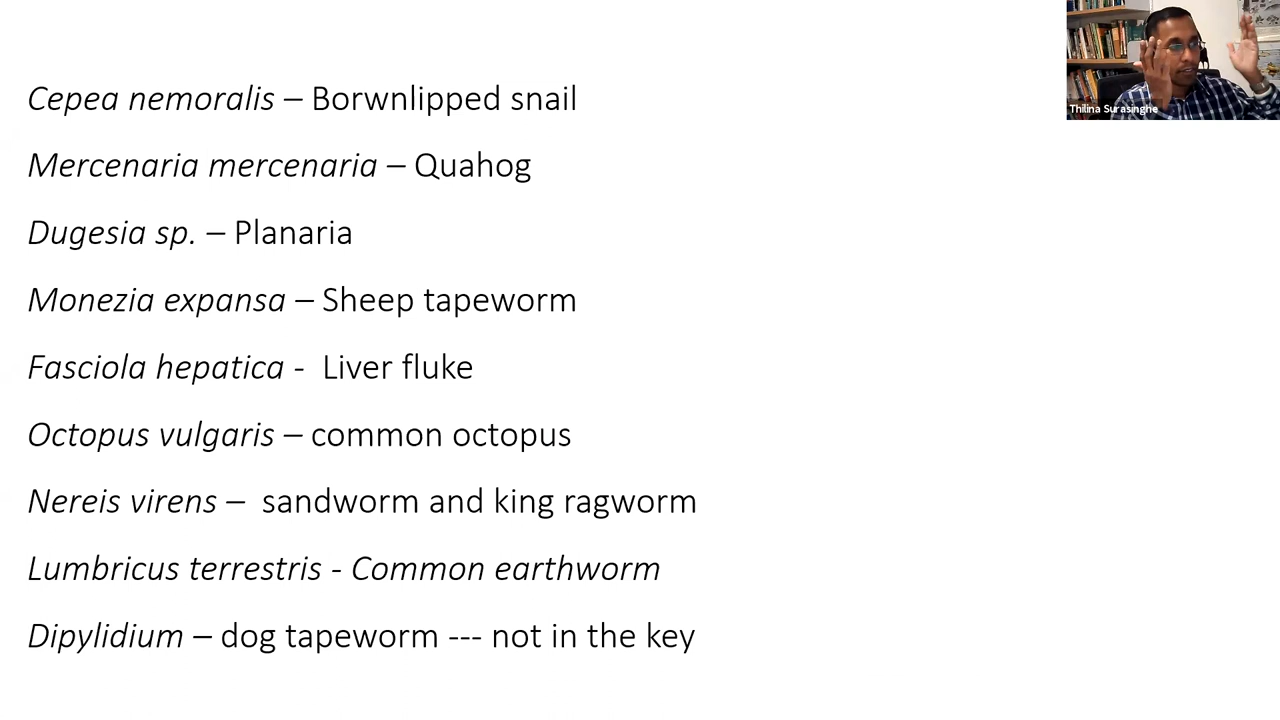 Cepea nemoralis – Borwnlipped snail
Mercenaria mercenaria – Quahog
Dugesia sp. – Planaria
Monezia expansa – Sheep tapeworm
Fasciola hepatica -  Liver fluke
Octopus vulgaris – common octopus
Nereis virens –  sandworm and king ragworm
Lumbricus terrestris - Common earthworm
Dipylidium – dog tapeworm --- not in the key
Thilina Surasinghe